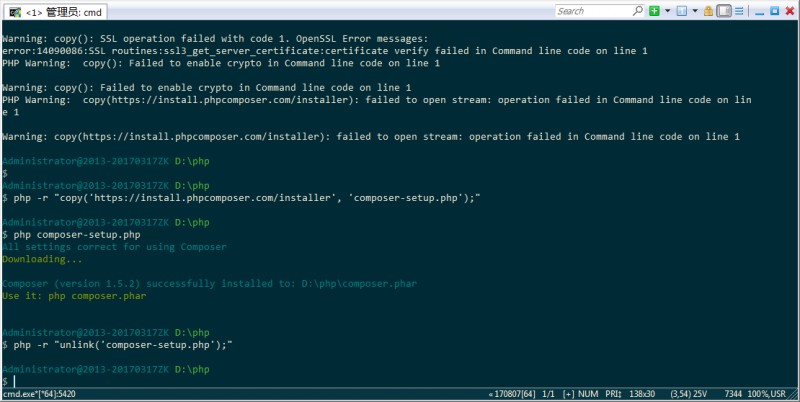 <1> 管理员: cmd
Search
Warning: copy(): SSL operation failed with code 1. OpenSSL Error messages:
error:14090086:SSL routines:ssl3_get_server_certificate:certificate verify failed in Command line code on line 1
PHP Warning:  copy(): Failed to enable crypto in Command line code on line 1
Warning: copy(): Failed to enable crypto in Command line code on line 1
PHP Warning:  copy(https://install.phpcomposer.com/installer): failed to open stream: operation failed in Command line code on lin
e 1
Warning: copy(https://install.phpcomposer.com/installer): failed to open stream: operation failed in Command line code on line 1
Administrator@2013-20170317ZK D:\php
$
Administrator@2013-20170317ZK D:\php
$ php -r "copy('https://install.phpcomposer.com/installer', 'composer-setup.php');"
Administrator@2013-20170317ZK D:\php
$ php composer-setup.php
All settings correct for using Composer
Downloading...
Composer (version 1.5.2) successfully installed to: D:\php\composer.phar
Use it: php composer.phar
Administrator@2013-20170317ZK D:\php
$ php -r "unlink('composer-setup.php');"
Administrator@2013-20170317ZK D:\php
$
cmd.exe*[*64]:5420 « 170807[64] 1/1 [+] NUM PRI↕ 138x30 (3,54) 25V 7344 100%,USR